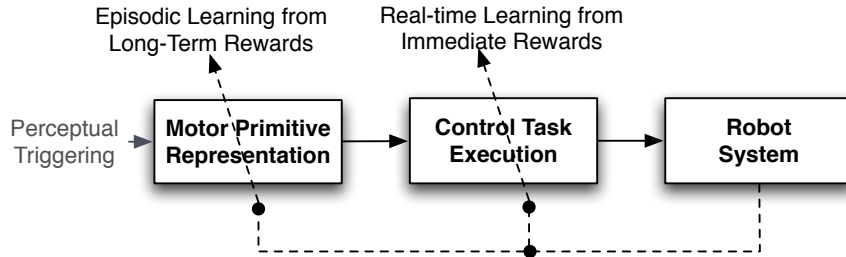 Episodic Learning from
Long-Term Rewards
Real-time Learning from
Immediate Rewards
Perceptual
Triggering
Motor Primitive
Representation
Control Task
Execution
Robot
System